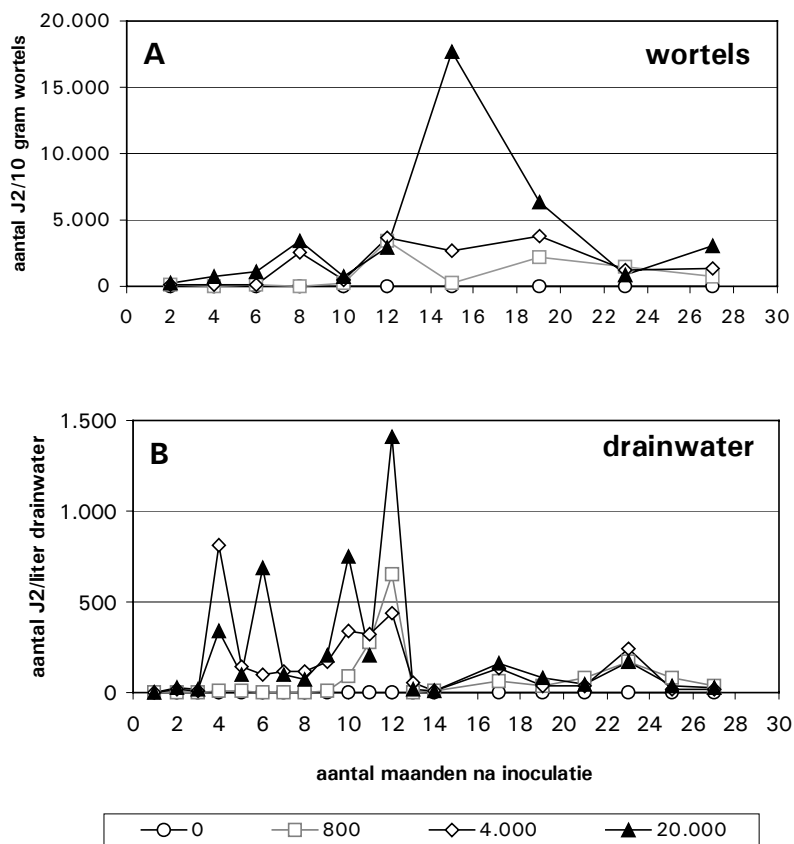 20.000
A
wortels
15.000
10.000
5.000
0
aantal J2/10 gram wortels
0 2 4 6 8 10 12 14 16 18 20 22 24 26 28 30
1.500
B
drainwater
1.000
500
0
aantal J2/liter drainwater
0 2 4 6 8 10 12 14 16 18 20 22 24 26 28 30
aantal maanden na inoculatie
0 800 4.000 20.000